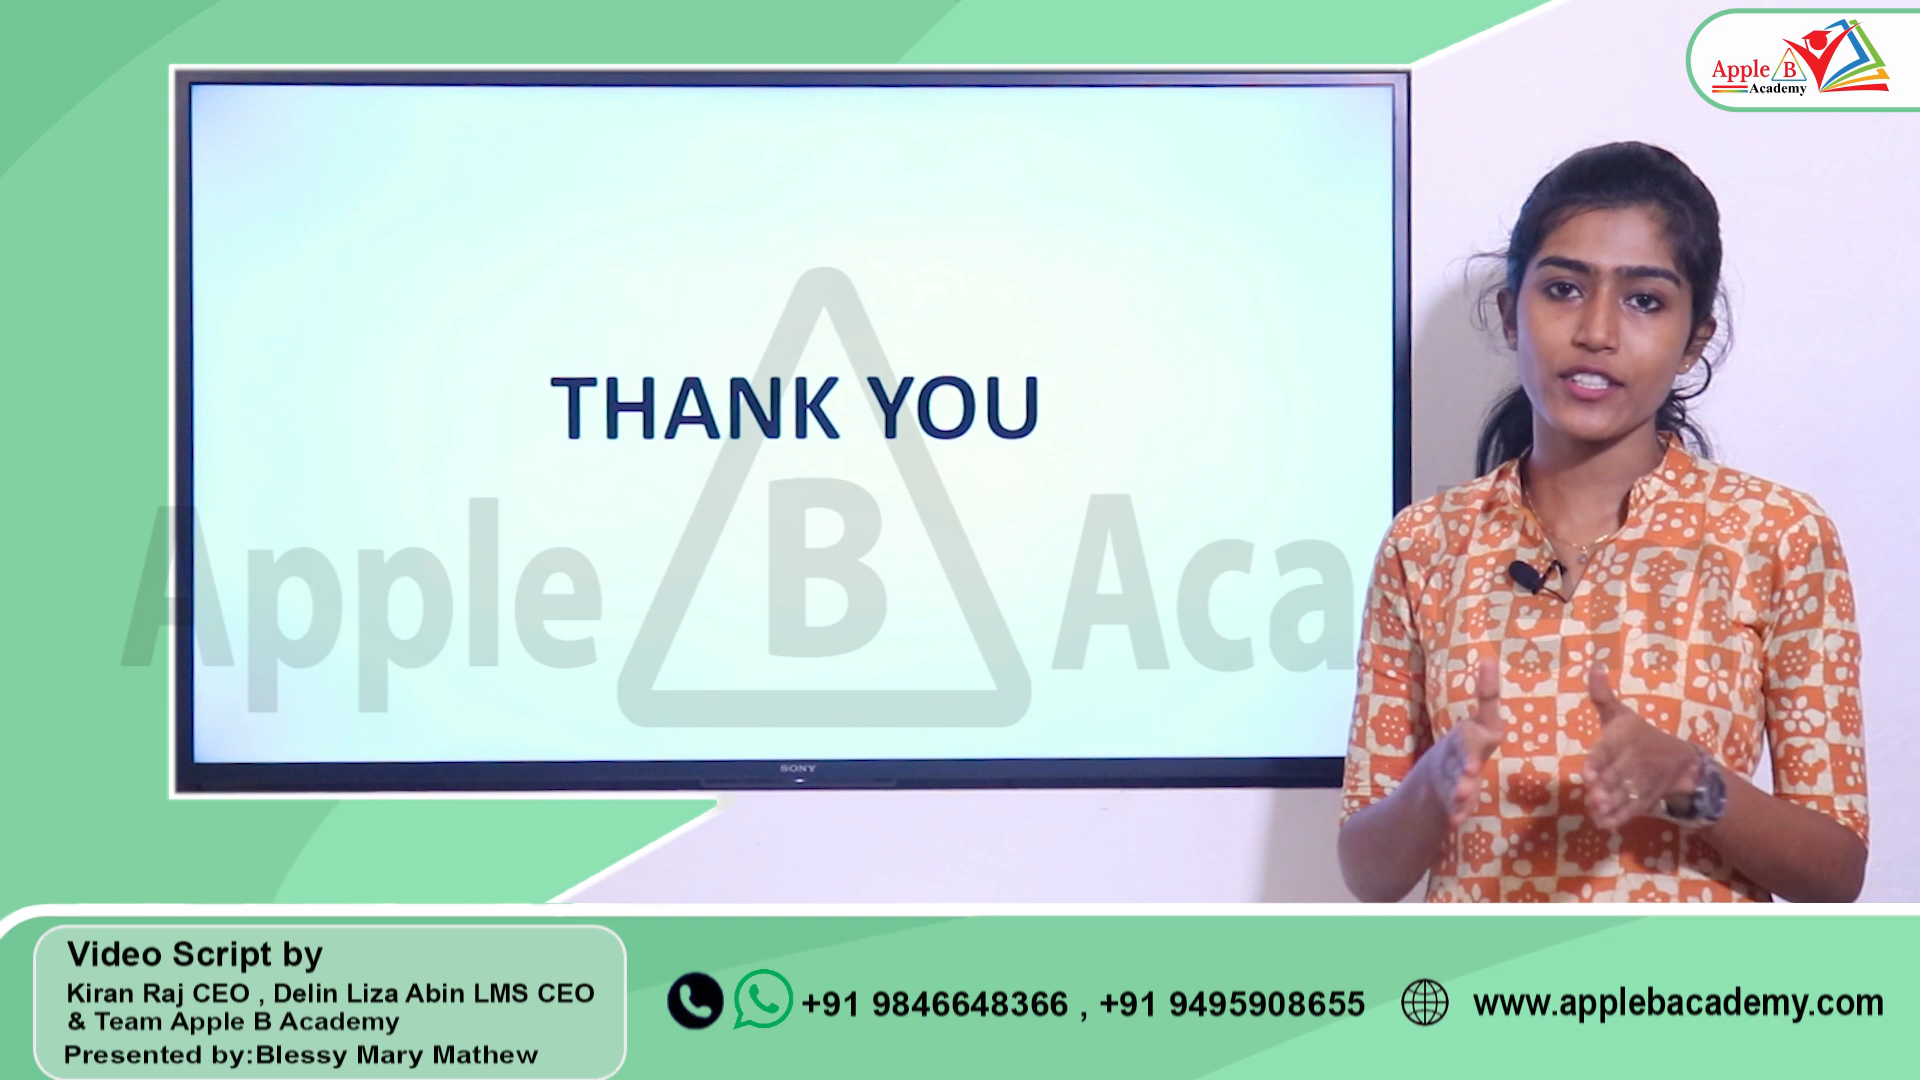 Apple B
Academy
THANK YOU
Apple B Aca
SONY
Video Script by
Kiran Raj CEO , Delin Liza Abin LMS CEO
& Team Apple B Academy
Presented by:Blessy Mary Mathew
+91 9846648366 , +91 9495908655
www.applebacademy.com